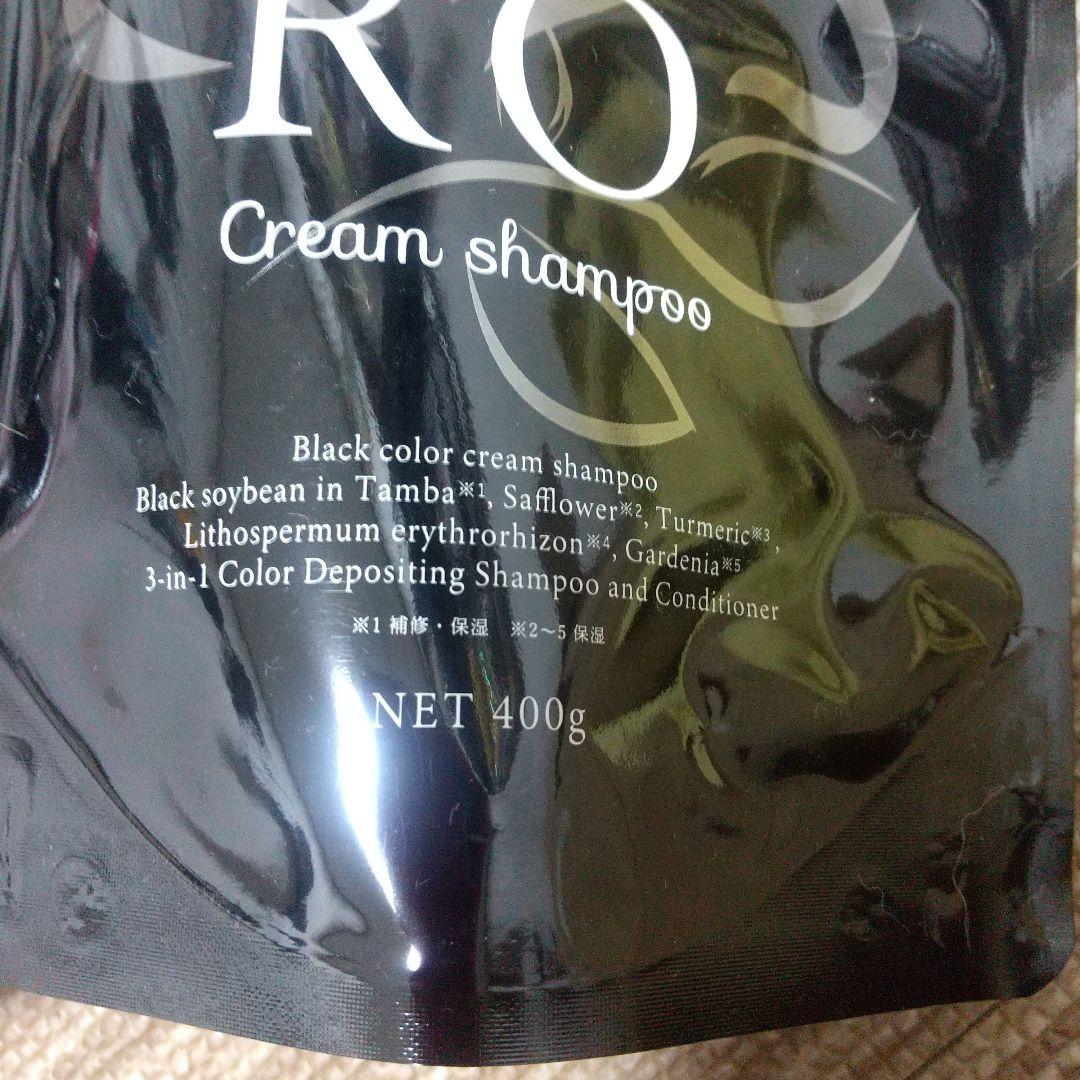 RO
Cream shampoo
Black color cream shampoo
Black soybean in Tamba※1, Safflower※2, Turmeric※3,
Lithospermum erythrorhizon※4, Gardenia※5
3-in-1 Color Depositing Shampoo and Conditioner
※1 補修・保湿 ※2～5 保湿
NET 400g